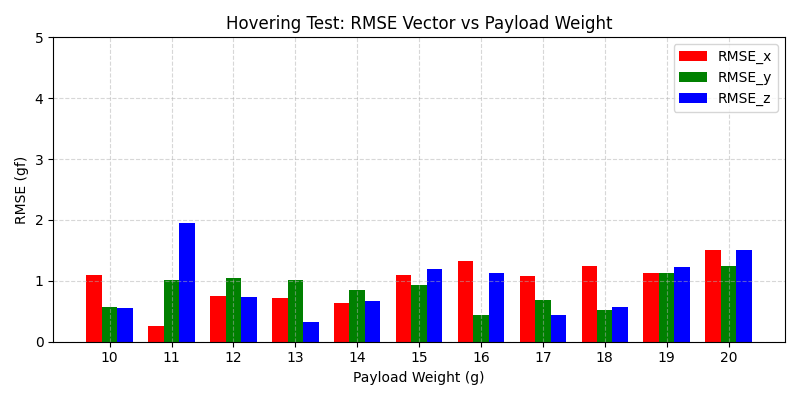 Hovering Test: RMSE Vector vs Payload Weight
RMSE_x
RMSE_y
RMSE_z
5
4
3
2
1
0
RMSE (gf)
10 11 12 13 14 15 16 17 18 19 20
Payload Weight (g)